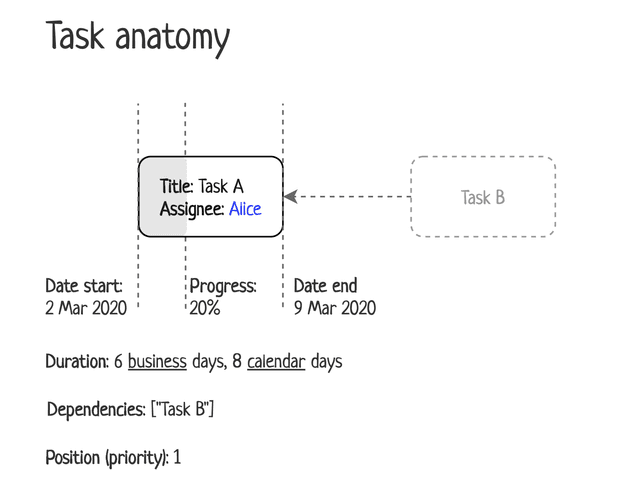 Task anatomy
Title: Task A
Assignee: Alice
Task B
Date start:
2 Mar 2020
Progress:
20%
Date end
9 Mar 2020
Duration: 6 business days, 8 calendar days
Dependencies: ["Task B"]
Position (priority): 1